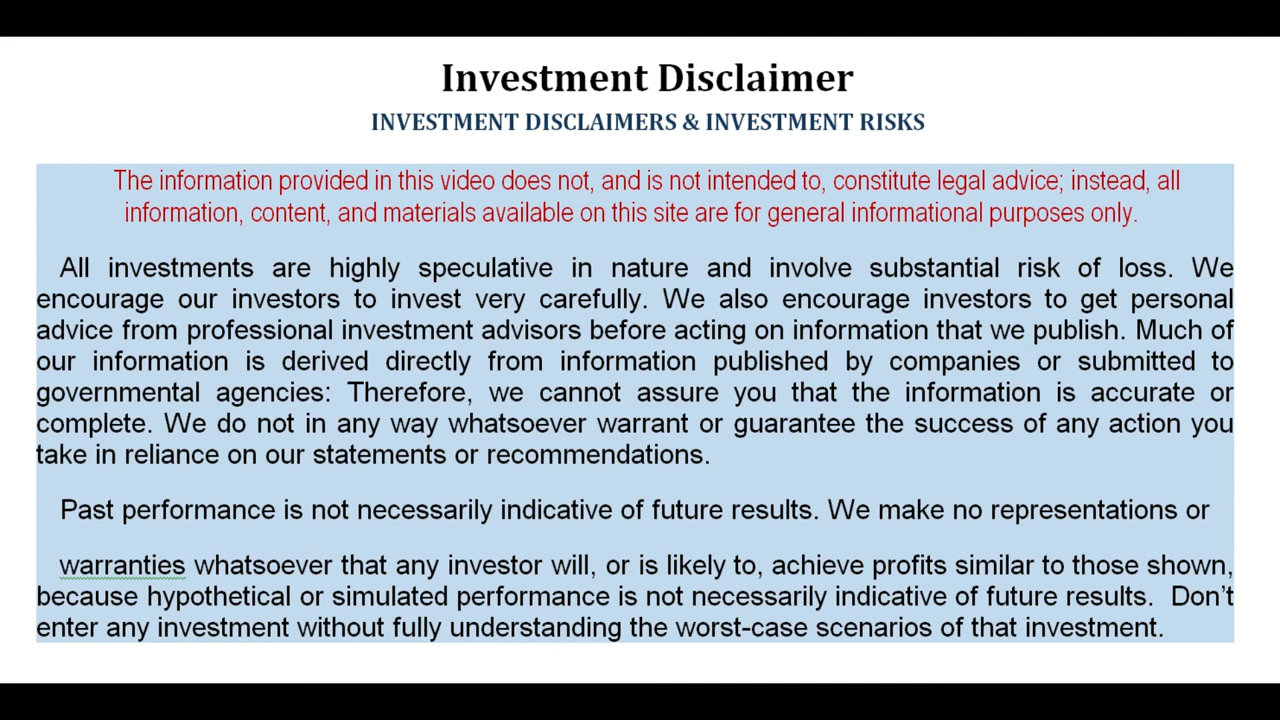 Investment Disclaimer
INVESTMENT DISCLAIMERS & INVESTMENT RISKS
The information provided in this video does not, and is not intended to, constitute legal advice; instead, all
information, content, and materials available on this site are for general informational purposes only.
All investments are highly speculative in nature and involve substantial risk of loss. We
encourage our investors to invest very carefully. We also encourage investors to get personal
advice from professional investment advisors before acting on information that we publish. Much of
our information is derived directly from information published by companies or submitted to
governmental agencies: Therefore, we cannot assure you that the information is accurate or
complete. We do not in any way whatsoever warrant or guarantee the success of any action you
take in reliance on our statements or recommendations.
Past performance is not necessarily indicative of future results. We make no representations or
warranties whatsoever that any investor will, or is likely to, achieve profits similar to those shown,
because hypothetical or simulated performance is not necessarily indicative of future results. Don’t
enter any investment without fully understanding the worst-case scenarios of that investment.